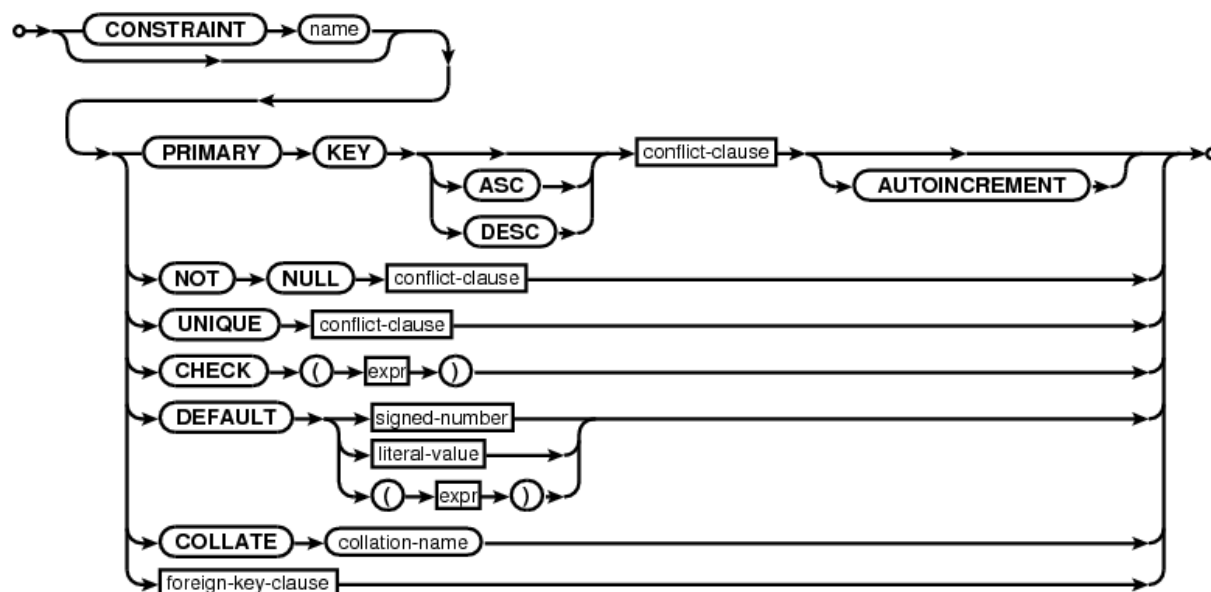 CONSTRAINT name
PRIMARY KEY conflict-clause
ASC AUTOINCREMENT
DESC
NOT NULL conflict-clause
UNIQUE conflict-clause
CHECK ( expr )
DEFAULT signed-number
literal-value
( expr )
COLLATE collation-name
foreign-key-clause